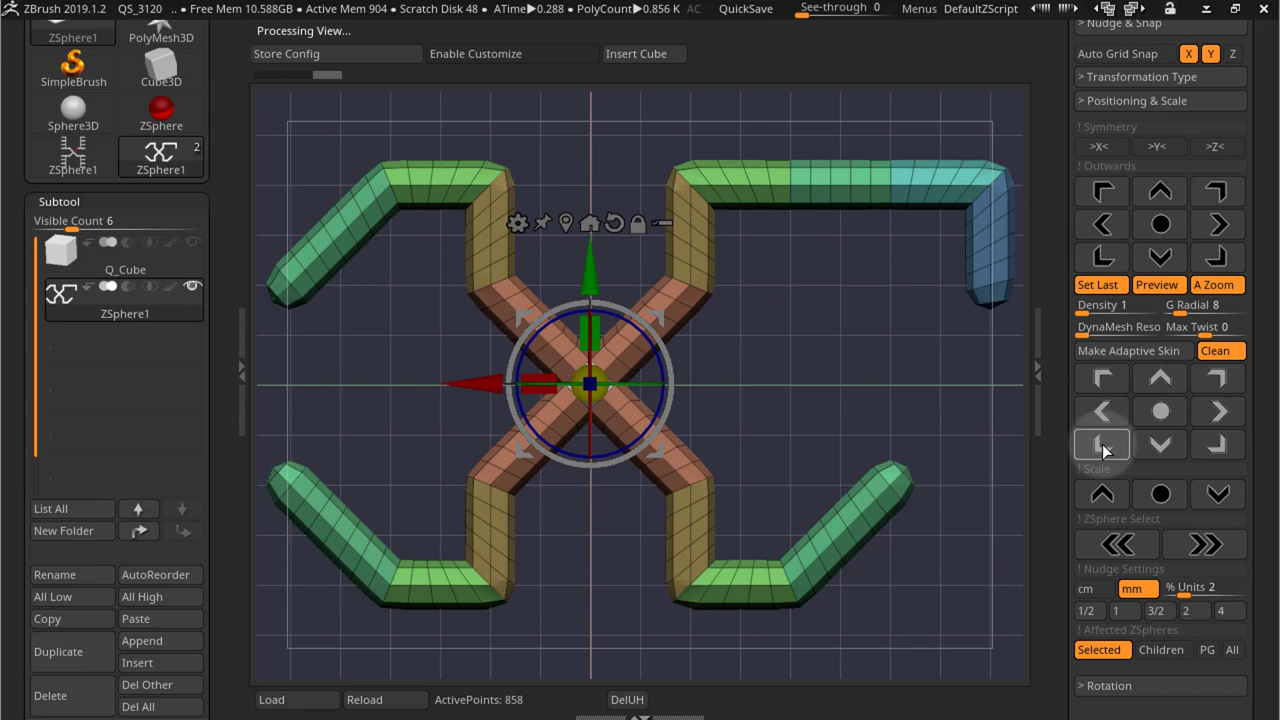 ZBrush 2019.1.2 QS_3120 • Free Mem 10.588GB • Active Mem 904 • Scratch Disk 48 • ATime▶0.288 • PolyCount▶0.856 K AC QuickSave See-through 0 Menus DefaultZScript
ZSphere1 PolyMesh3D
SimpleBrush Cube3D
Sphere3D ZSphere
2
ZSphere1 ZSphere1
Subtool
Visible Count 6
Q_Cube
ZSphere1
List All
New Folder
Rename AutoReorder
All Low All High
Copy Paste
Duplicate Append
Insert
Delete Del Other
Del All
Processing View...
Store Config Enable Customize Insert Cube
Load Reload ActivePoints: 858 DelUH
> Nudge & Snap
Auto Grid Snap X Y Z
> Transformation Type
> Positioning & Scale
! Symmetry
>X< >Y< >Z<
! Outwards
Set Last Preview A Zoom
Density 1 G Radial 8
DynaMesh Reso Max Twist 0
Make Adaptive Skin Clean
! Scale
! ZSphere Select
! Nudge Settings
cm mm % Units 2
1/2 1 3/2 2 4
! Affected ZSpheres
Selected Children PG All
> Rotation